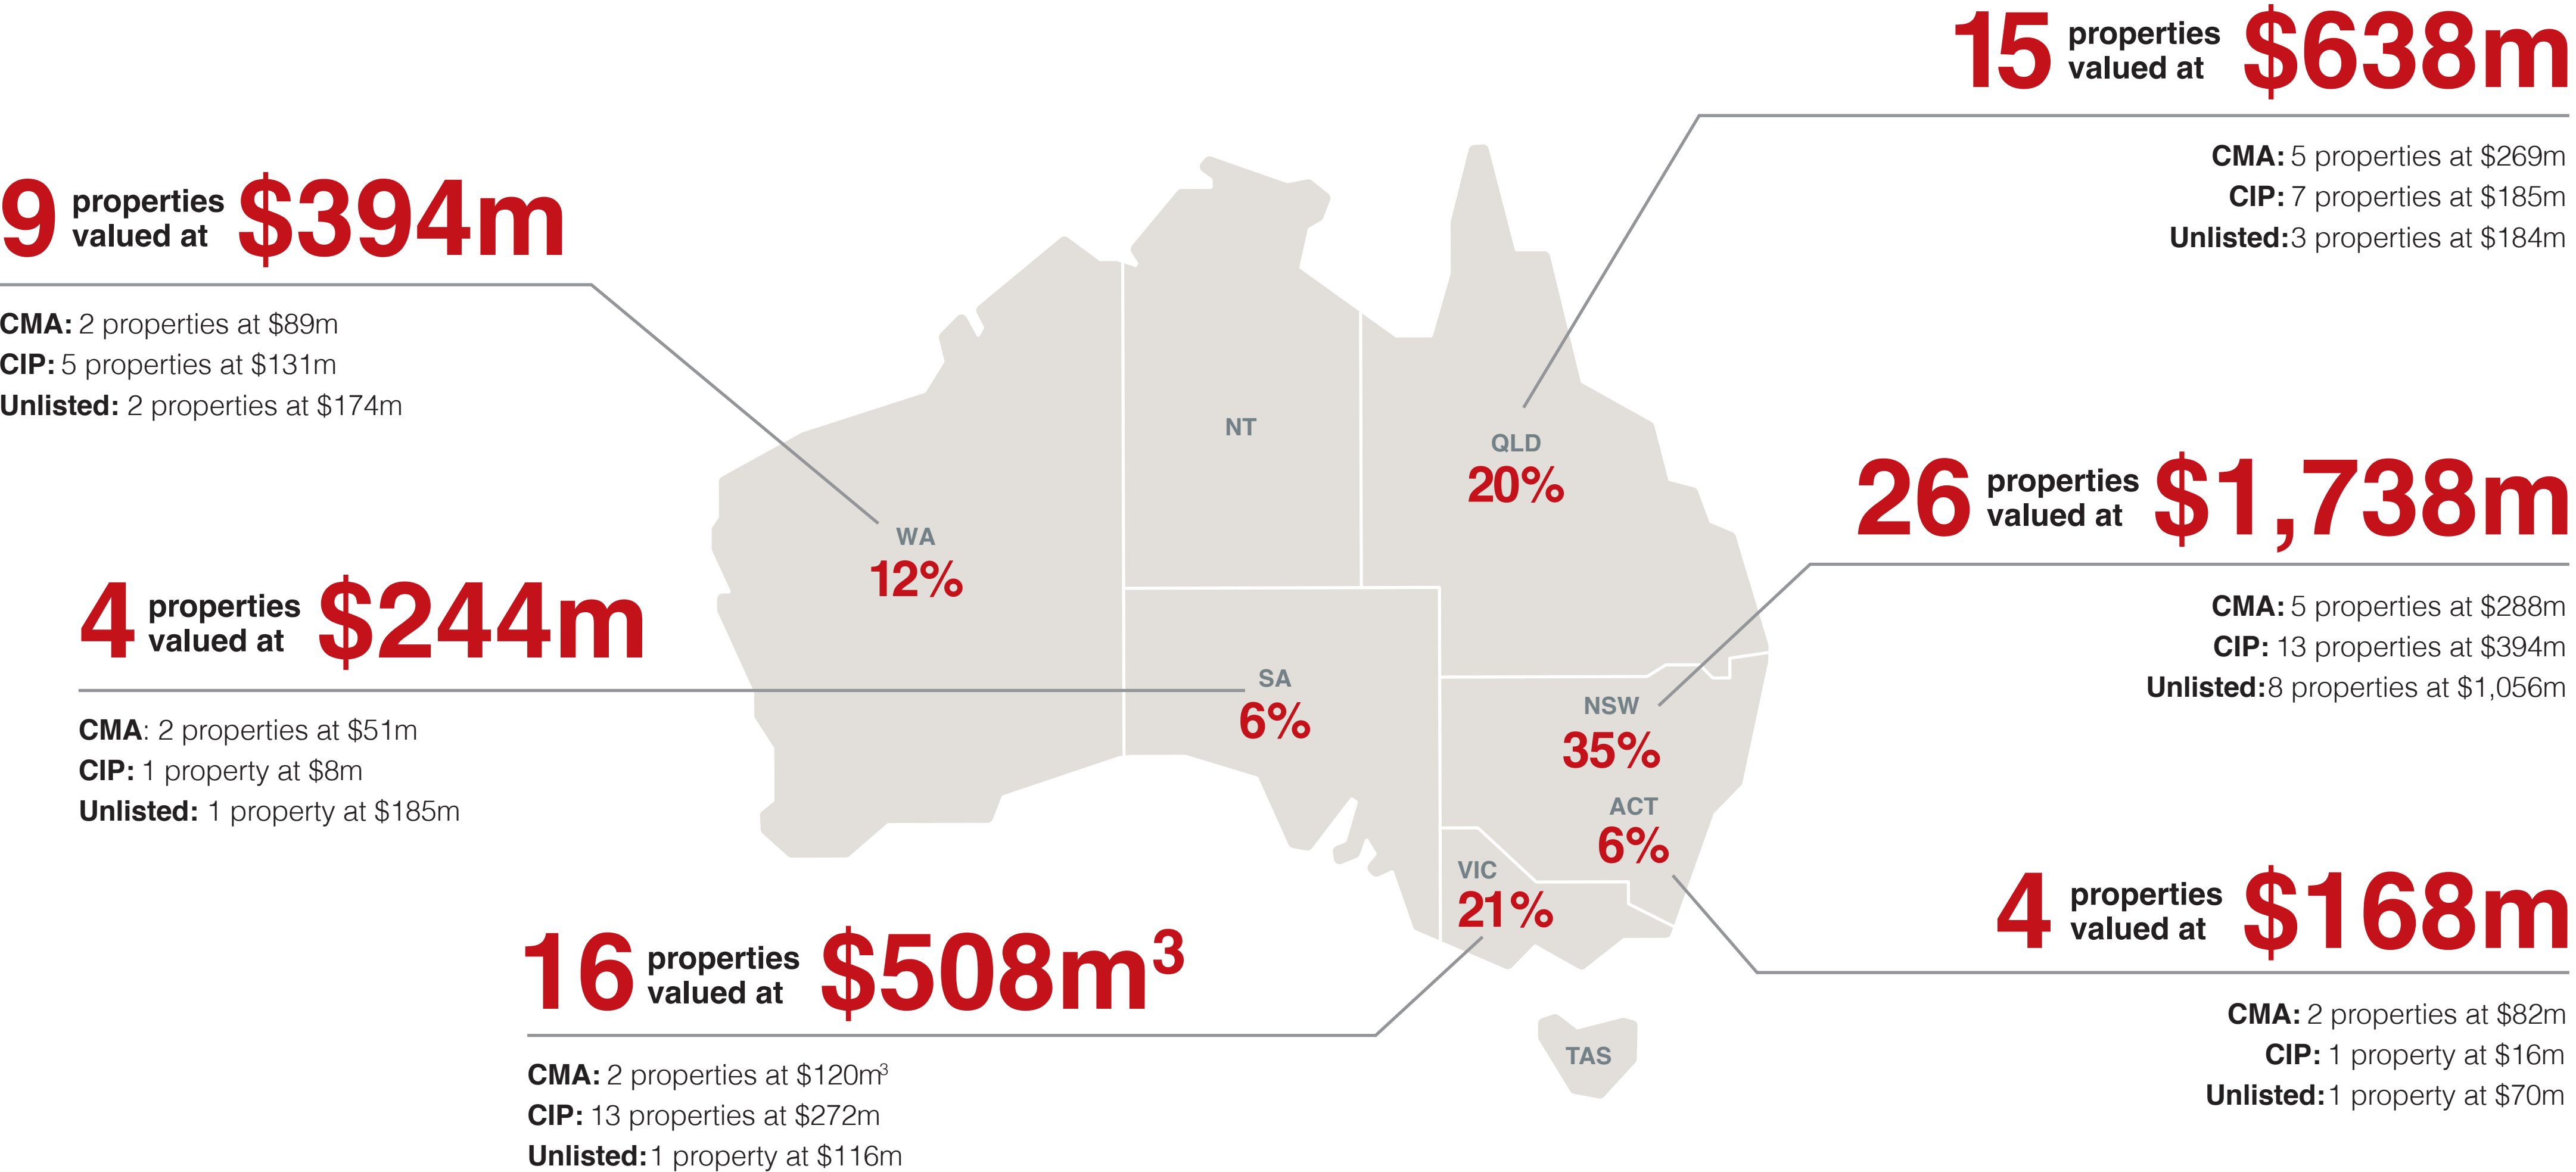 15 properties valued at $638m
CMA: 5 properties at $269m
CIP: 7 properties at $185m
Unlisted:3 properties at $184m
9 properties valued at $394m
CMA: 2 properties at $89m
CIP: 5 properties at $131m
Unlisted: 2 properties at $174m
NT
QLD
20%
WA
12%
26 properties valued at $1,738m
CMA: 5 properties at $288m
CIP: 13 properties at $394m
Unlisted:8 properties at $1,056m
4 properties valued at $244m
CMA: 2 properties at $51m
CIP: 1 property at $8m
Unlisted: 1 property at $185m
SA
6%
NSW
35%
ACT
6%
VIC
21%
4 properties valued at $168m
CMA: 2 properties at $82m
CIP: 1 property at $16m
Unlisted:1 property at $70m
16 properties valued at $508m³
CMA: 2 properties at $120m³
CIP: 13 properties at $272m
Unlisted:1 property at $116m
TAS